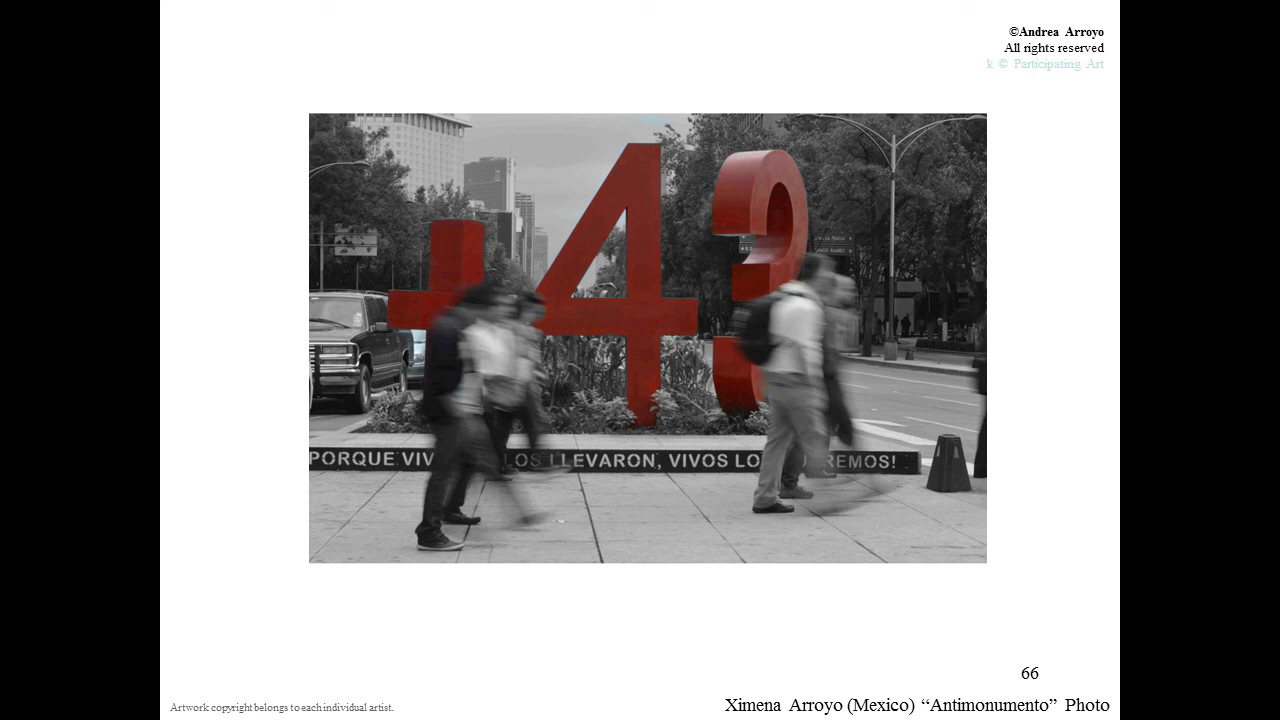 ©Andrea Arroyo
All rights reserved
k © Participating Art
+43
PORQUE VIV LOS LLEVARON, VIVOS LO REMOS!
66
Artwork copyright belongs to each individual artist.
Ximena Arroyo (Mexico) “Antimonumento” Photo